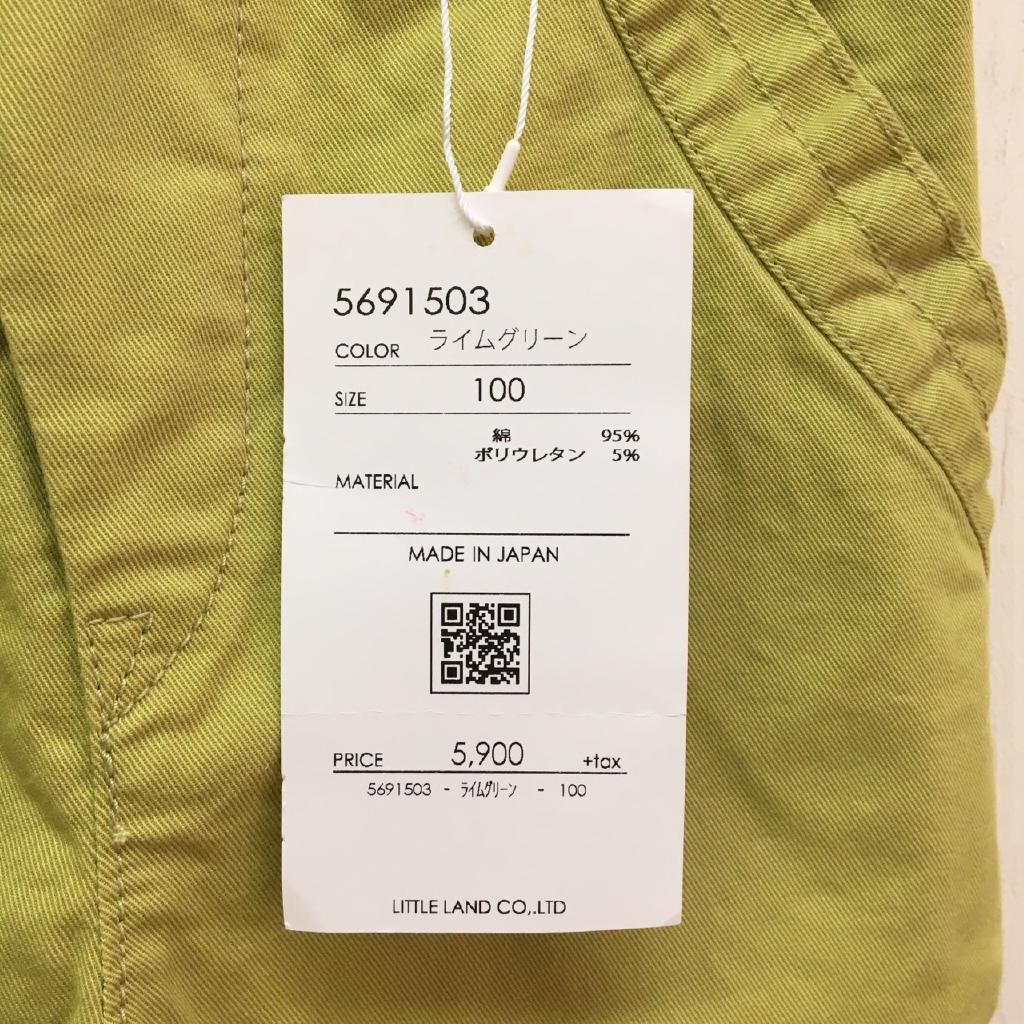 5691503
COLOR ライムグリーン
SIZE 100
綿 95%
ポリウレタン 5%
MATERIAL
MADE IN JAPAN
PRICE 5,900 +tax
5691503 - ﾗｲﾑｸﾞﾘｰﾝ - 100
LITTLE LAND CO,.LTD